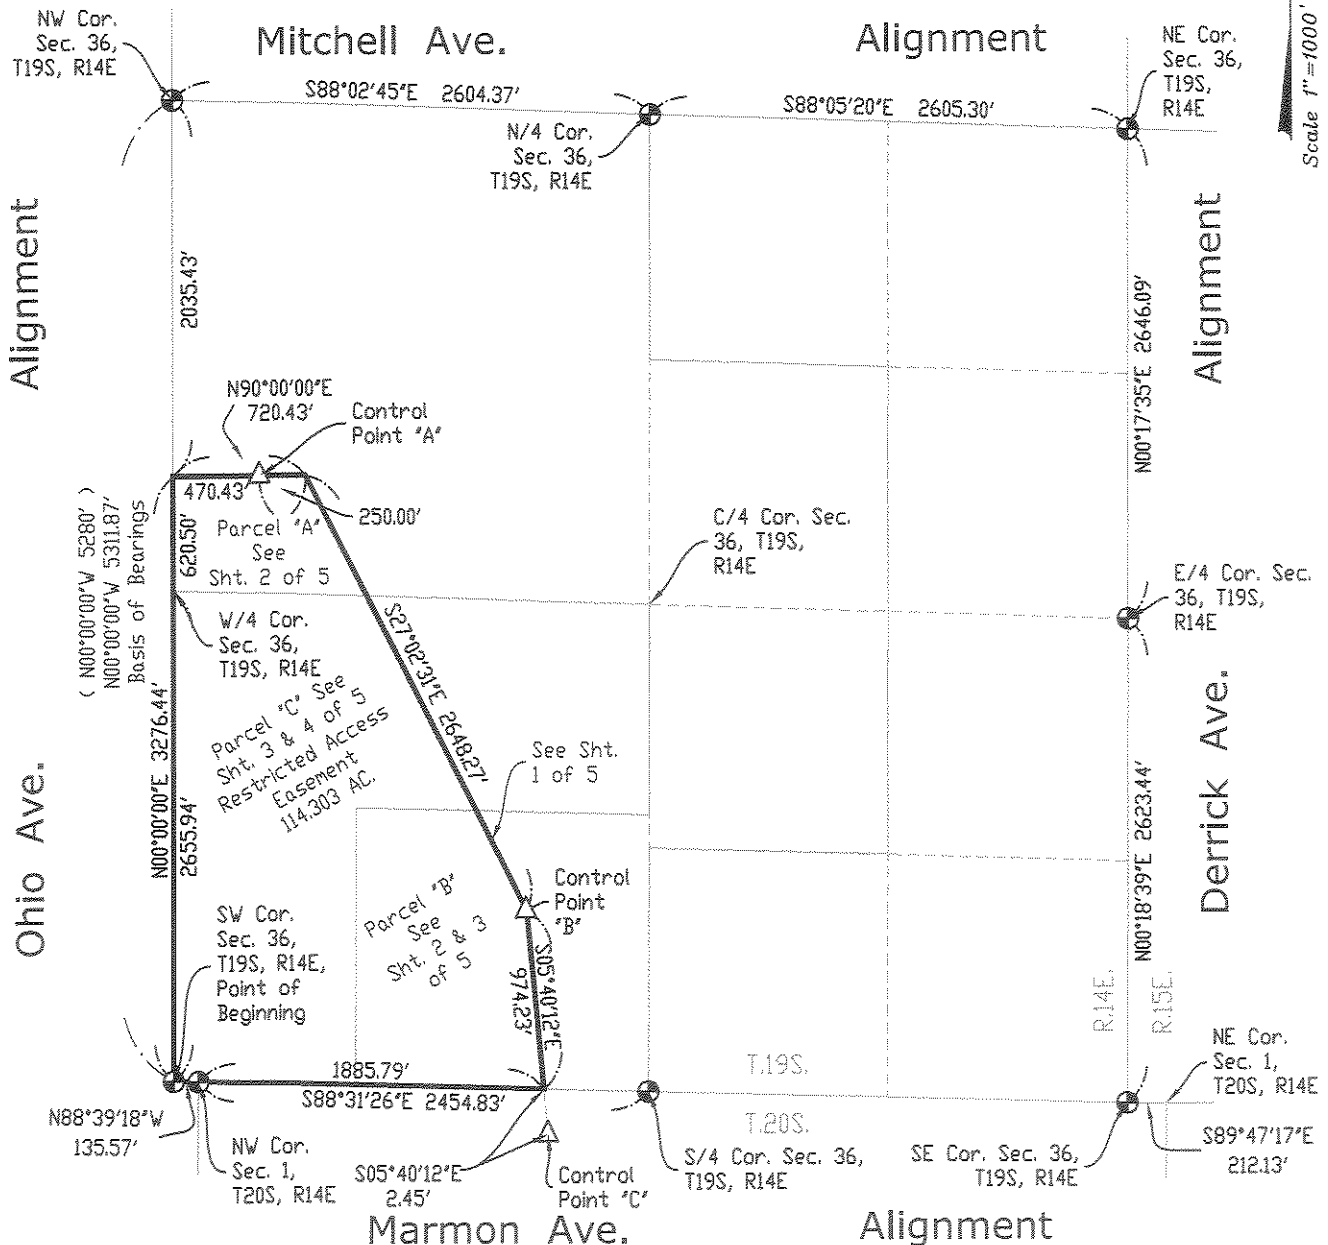 NW Cor.
Sec. 36,
T19S, R14E
Mitchell Ave.
Alignment
NE Cor.
Sec. 36,
T19S,
R14E
Scale 1"=1000'
S88°02'45"E 2604.37'
S88°05'20"E 2605.30'
N/4 Cor.
Sec. 36,
T19S, R14E
Alignment
2035.43'
N00°17'35"E 2646.09'
Alignment
N90°00'00"E
720.43'
Control
Point "A"
470.43'
250.00'
620.50'
Parcel "A"
See
Sht. 2 of 5
( N00°00'00"W 5280' )
N00°00'00"W 5311.87'
Basis of Bearings
C/4 Cor. Sec.
36, T19S,
R14E
E/4 Cor. Sec.
36, T19S,
R14E
W/4 Cor.
Sec. 36,
T19S, R14E
S27°02'31"E 2648.27'
Parcel "C" See
Sht. 3 & 4 of 5
Restricted Access
Easement
114.303 AC.
See Sht.
1 of 5
Ohio Ave.
N00°00'00"E 3276.44'
2655.94'
N00°18'39"E 2623.44'
Derrick Ave.
Control
Point
"B"
Parcel "B"
See
Sht. 2 & 3
of 5
SW Cor.
Sec. 36,
T19S, R14E,
Point of
Beginning
S05°40'12"E
974.23'
R.14E.
R.15E.
1885.79'
S88°31'26"E 2454.83'
T.19S.
T.20S.
NE Cor.
Sec. 1,
T20S, R14E
N88°39'18"W
135.57'
NW Cor.
Sec. 1,
T20S, R14E
S05°40'12"E
2.45'
Control
Point "C"
S/4 Cor. Sec. 36,
T19S, R14E
SE Cor. Sec. 36,
T19S, R14E
S89°47'17"E
212.13'
Marmon Ave.
Alignment